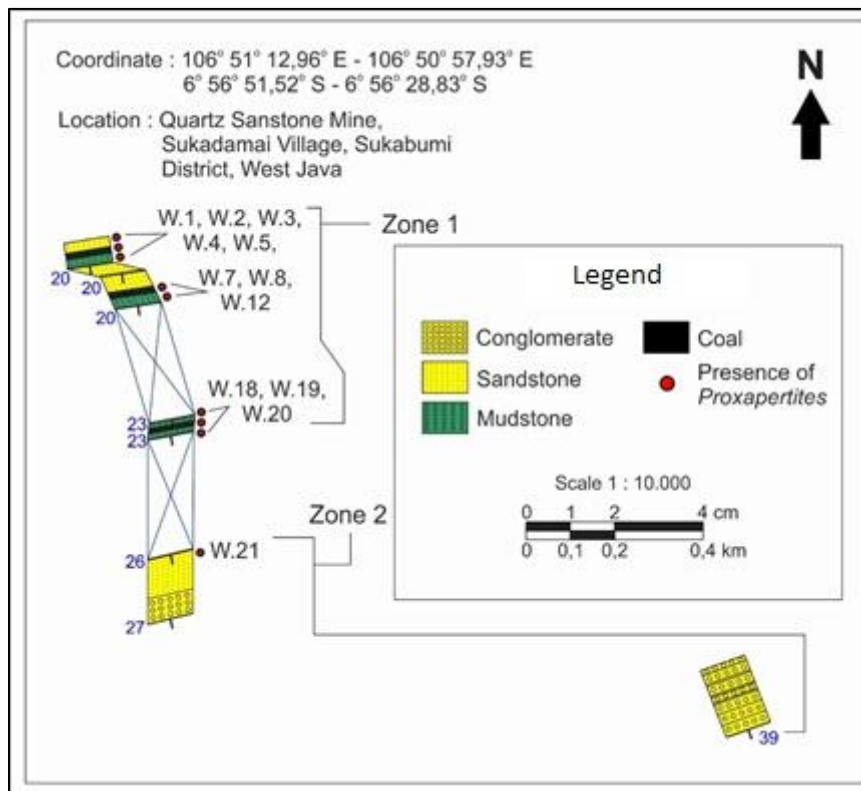 Coordinate : 106° 51° 12,96° E - 106° 50° 57,93° E
6° 56° 51,52° S - 6° 56° 28,83° S
Location : Quartz Sanstone Mine,
Sukadamai Village, Sukabumi
District, West Java
N
W.1, W.2, W.3,
W.4, W.5,
Zone 1
20
20
W.7, W.8,
W.12
20
Legend
Conglomerate
Coal
Sandstone
Presence of
Proxapertites
Mudstone
W.18, W.19,
W.20
23
23
Scale 1 : 10.000
0 1 2 4 cm
0 0,1 0,2 0,4 km
Zone 2
26
W.21
27
39